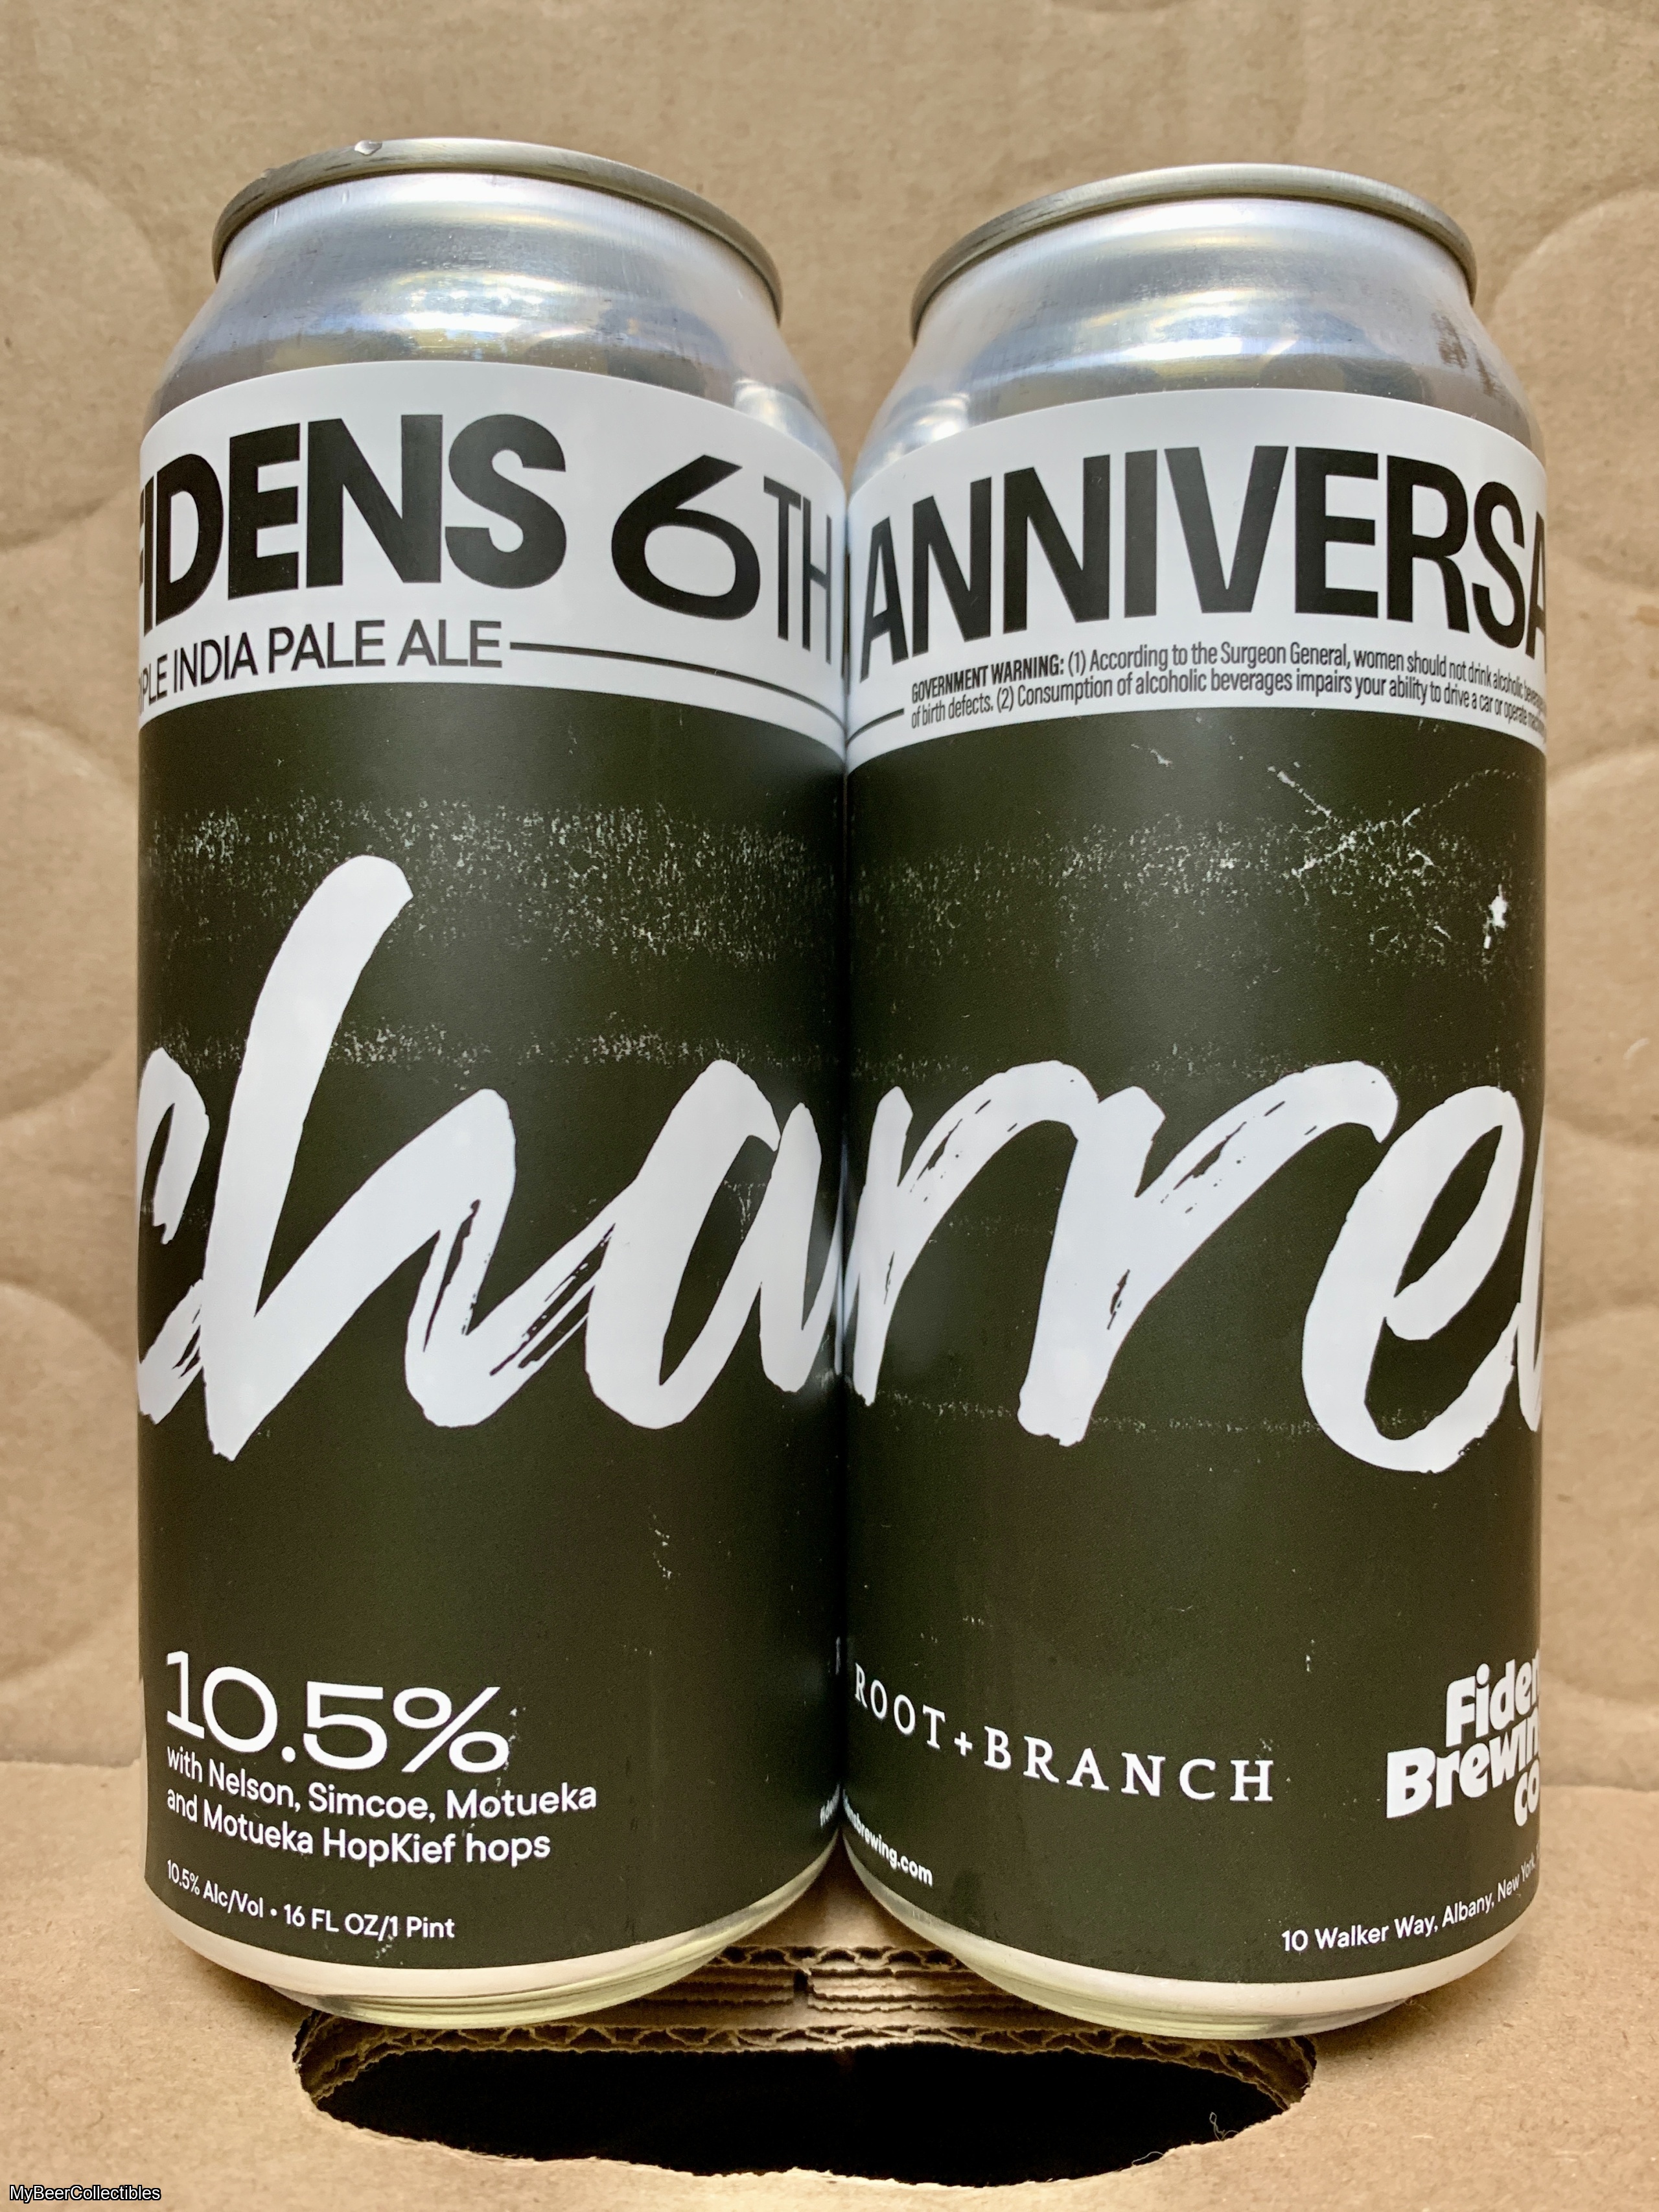 FIDENS 6TH
PLE INDIA PALE ALE
cha
10.5%
with Nelson, Simcoe, Motueka
and Motueka HopKief hops
10.5% Alc/Vol • 16 FL OZ/1 Pint
ANNIVERSA
GOVERNMENT WARNING: (1) According to the Surgeon General, women should not drink alcoholic
of birth defects. (2) Consumption of alcoholic beverages impairs your ability to drive a car or operate
rre
ROOT+BRANCH
brewing.com
Fiden
Brewin
co
10 Walker Way, Albany, New York,
MyBeerCollectibles